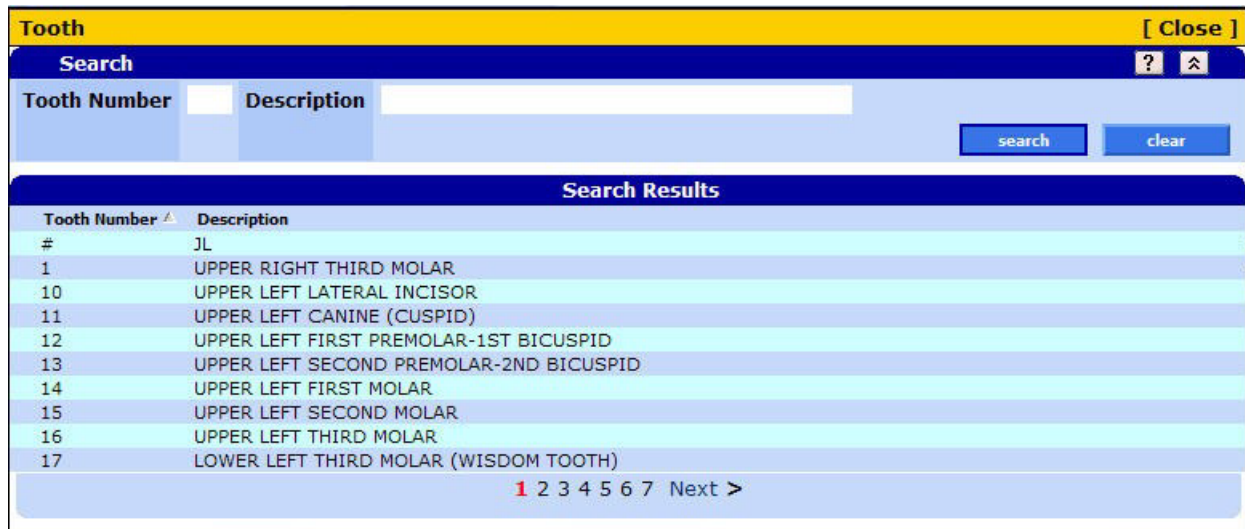 Tooth [ Close ]
Search ?
Tooth Number Description
search clear
Search Results
Tooth Number Description
# JL
1 UPPER RIGHT THIRD MOLAR
10 UPPER LEFT LATERAL INCISOR
11 UPPER LEFT CANINE (CUSPID)
12 UPPER LEFT FIRST PREMOLAR-1ST BICUSPID
13 UPPER LEFT SECOND PREMOLAR-2ND BICUSPID
14 UPPER LEFT FIRST MOLAR
15 UPPER LEFT SECOND MOLAR
16 UPPER LEFT THIRD MOLAR
17 LOWER LEFT THIRD MOLAR (WISDOM TOOTH)
1 2 3 4 5 6 7 Next >